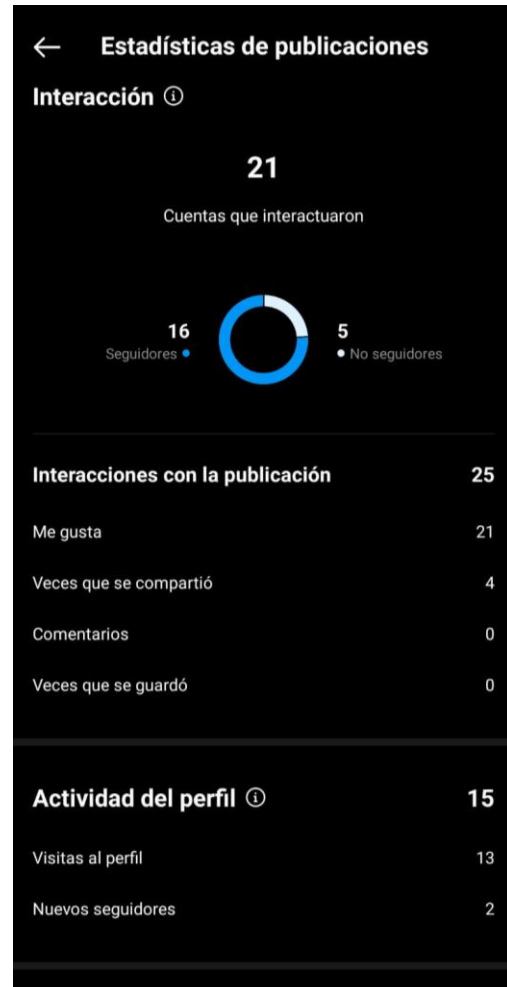 Estadísticas de publicaciones
Interacción
21
Cuentas que interactuaron
16
Seguidores
5
No seguidores
Interacciones con la publicación 25
Me gusta 21
Veces que se compartió 4
Comentarios 0
Veces que se guardó 0
Actividad del perfil 15
Visitas al perfil 13
Nuevos seguidores 2